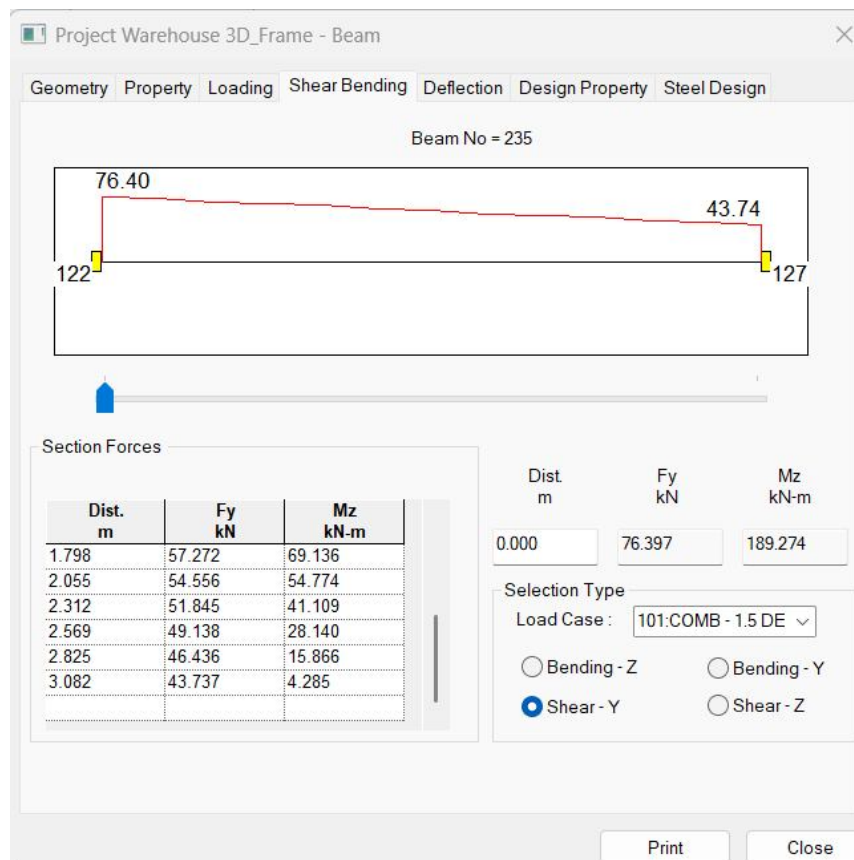 Project Warehouse 3D_Frame - Beam
Geometry Property Loading Shear Bending Deflection Design Property Steel Design
Beam No = 235
76.40
43.74
122
127
Section Forces
Dist. Fy Mz
m kN kN-m
1.798 57.272 69.136
2.055 54.556 54.774
2.312 51.845 41.109
2.569 49.138 28.140
2.825 46.436 15.866
3.082 43.737 4.285
Dist. Fy Mz
m kN kN-m
0.000 76.397 189.274
Selection Type
Load Case : 101:COMB - 1.5 DE
Bending - Z Bending - Y
Shear - Y Shear - Z
Print Close